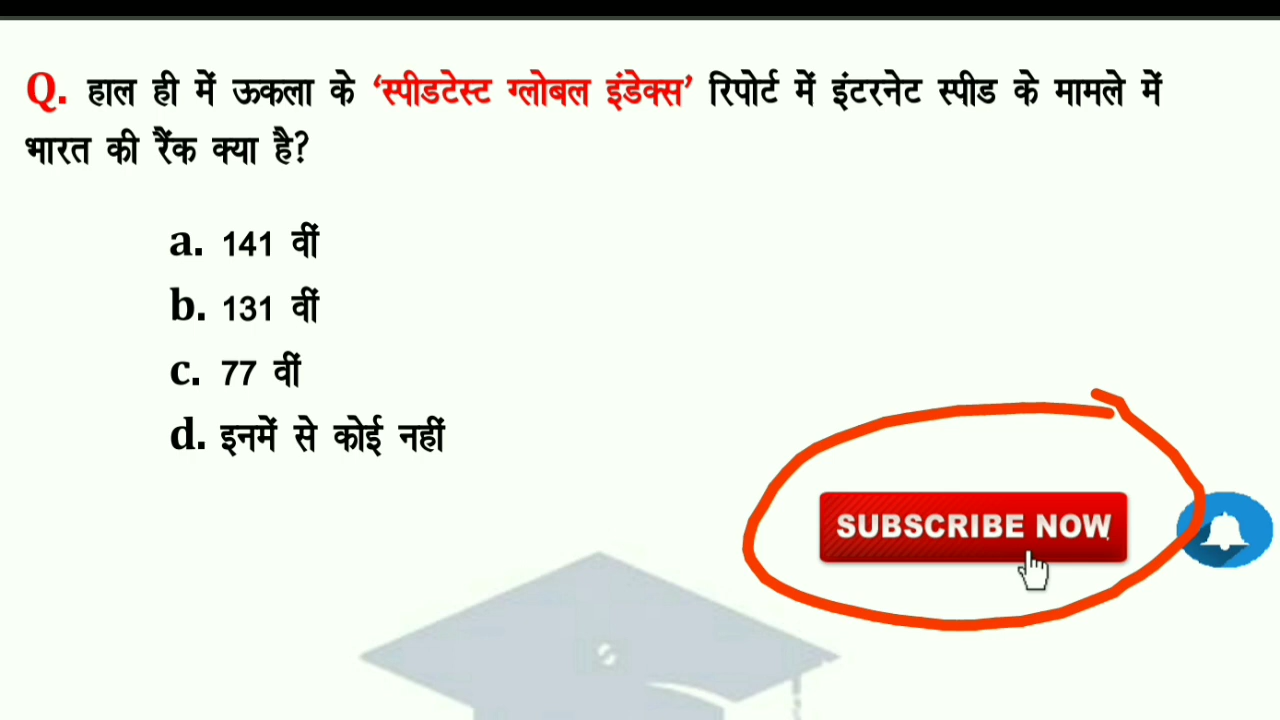 Q. हाल ही में ऊकला के ‘स्पीडटेस्ट ग्लोबल इंडेक्स’ रिपोर्ट में इंटरनेट स्पीड के मामले में
भारत की रैंक क्या है?
a. 141 वीं
b. 131 वीं
c. 77 वीं
d. इनमें से कोई नहीं
SUBSCRIBE NOW